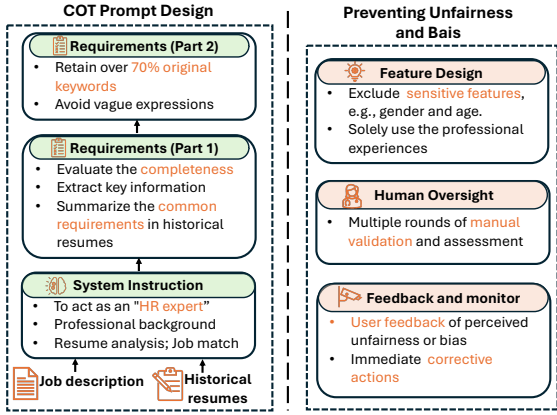 COT Prompt Design
Requirements (Part 2)
• Retain over 70% original
keywords
• Avoid vague expressions
Requirements (Part 1)
• Evaluate the completeness
• Extract key information
• Summarize the common
requirements in historical
resumes
System Instruction
• To act as an "HR expert”
• Professional background
• Resume analysis; Job match
Job description
Historical
resumes
Preventing Unfairness
and Bais
Feature Design
• Exclude sensitive features,
e.g., gender and age.
• Solely use the professional
experiences
Human Oversight
• Multiple rounds of manual
validation and assessment
Feedback and monitor
• User feedback of perceived
unfairness or bias
• Immediate corrective
actions